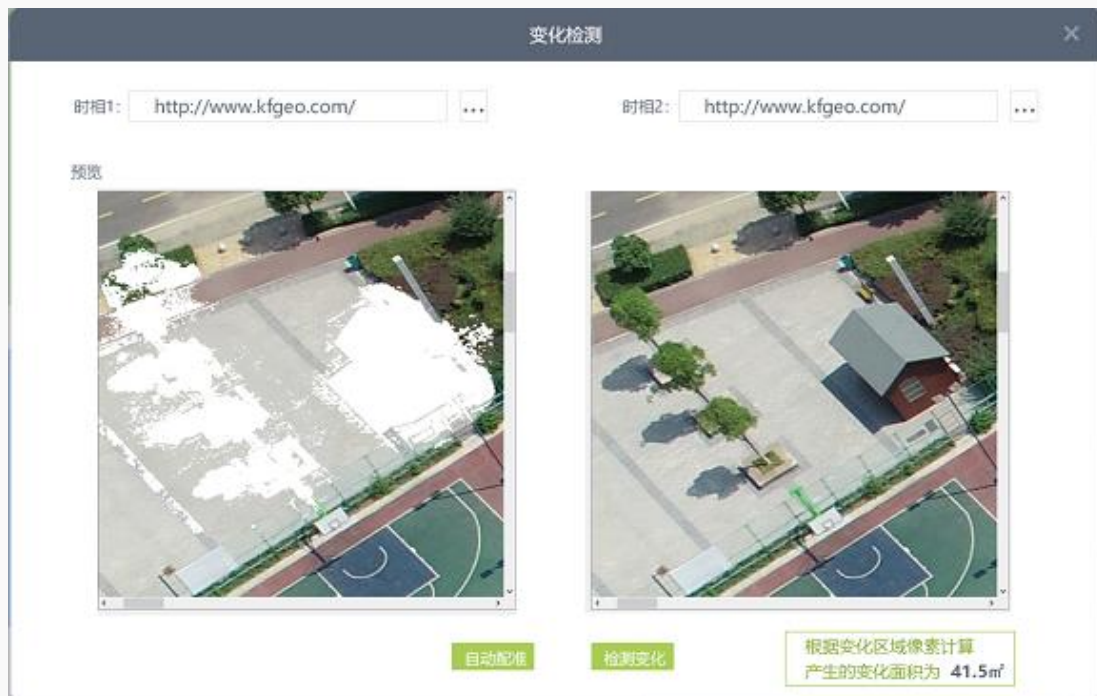 变化检测
时相1: http://www.kfgeo.com/ ...
时相2: http://www.kfgeo.com/ ...
预览
自动配准
检测变化
根据变化区域像素计算
产生的变化面积为 41.5㎡